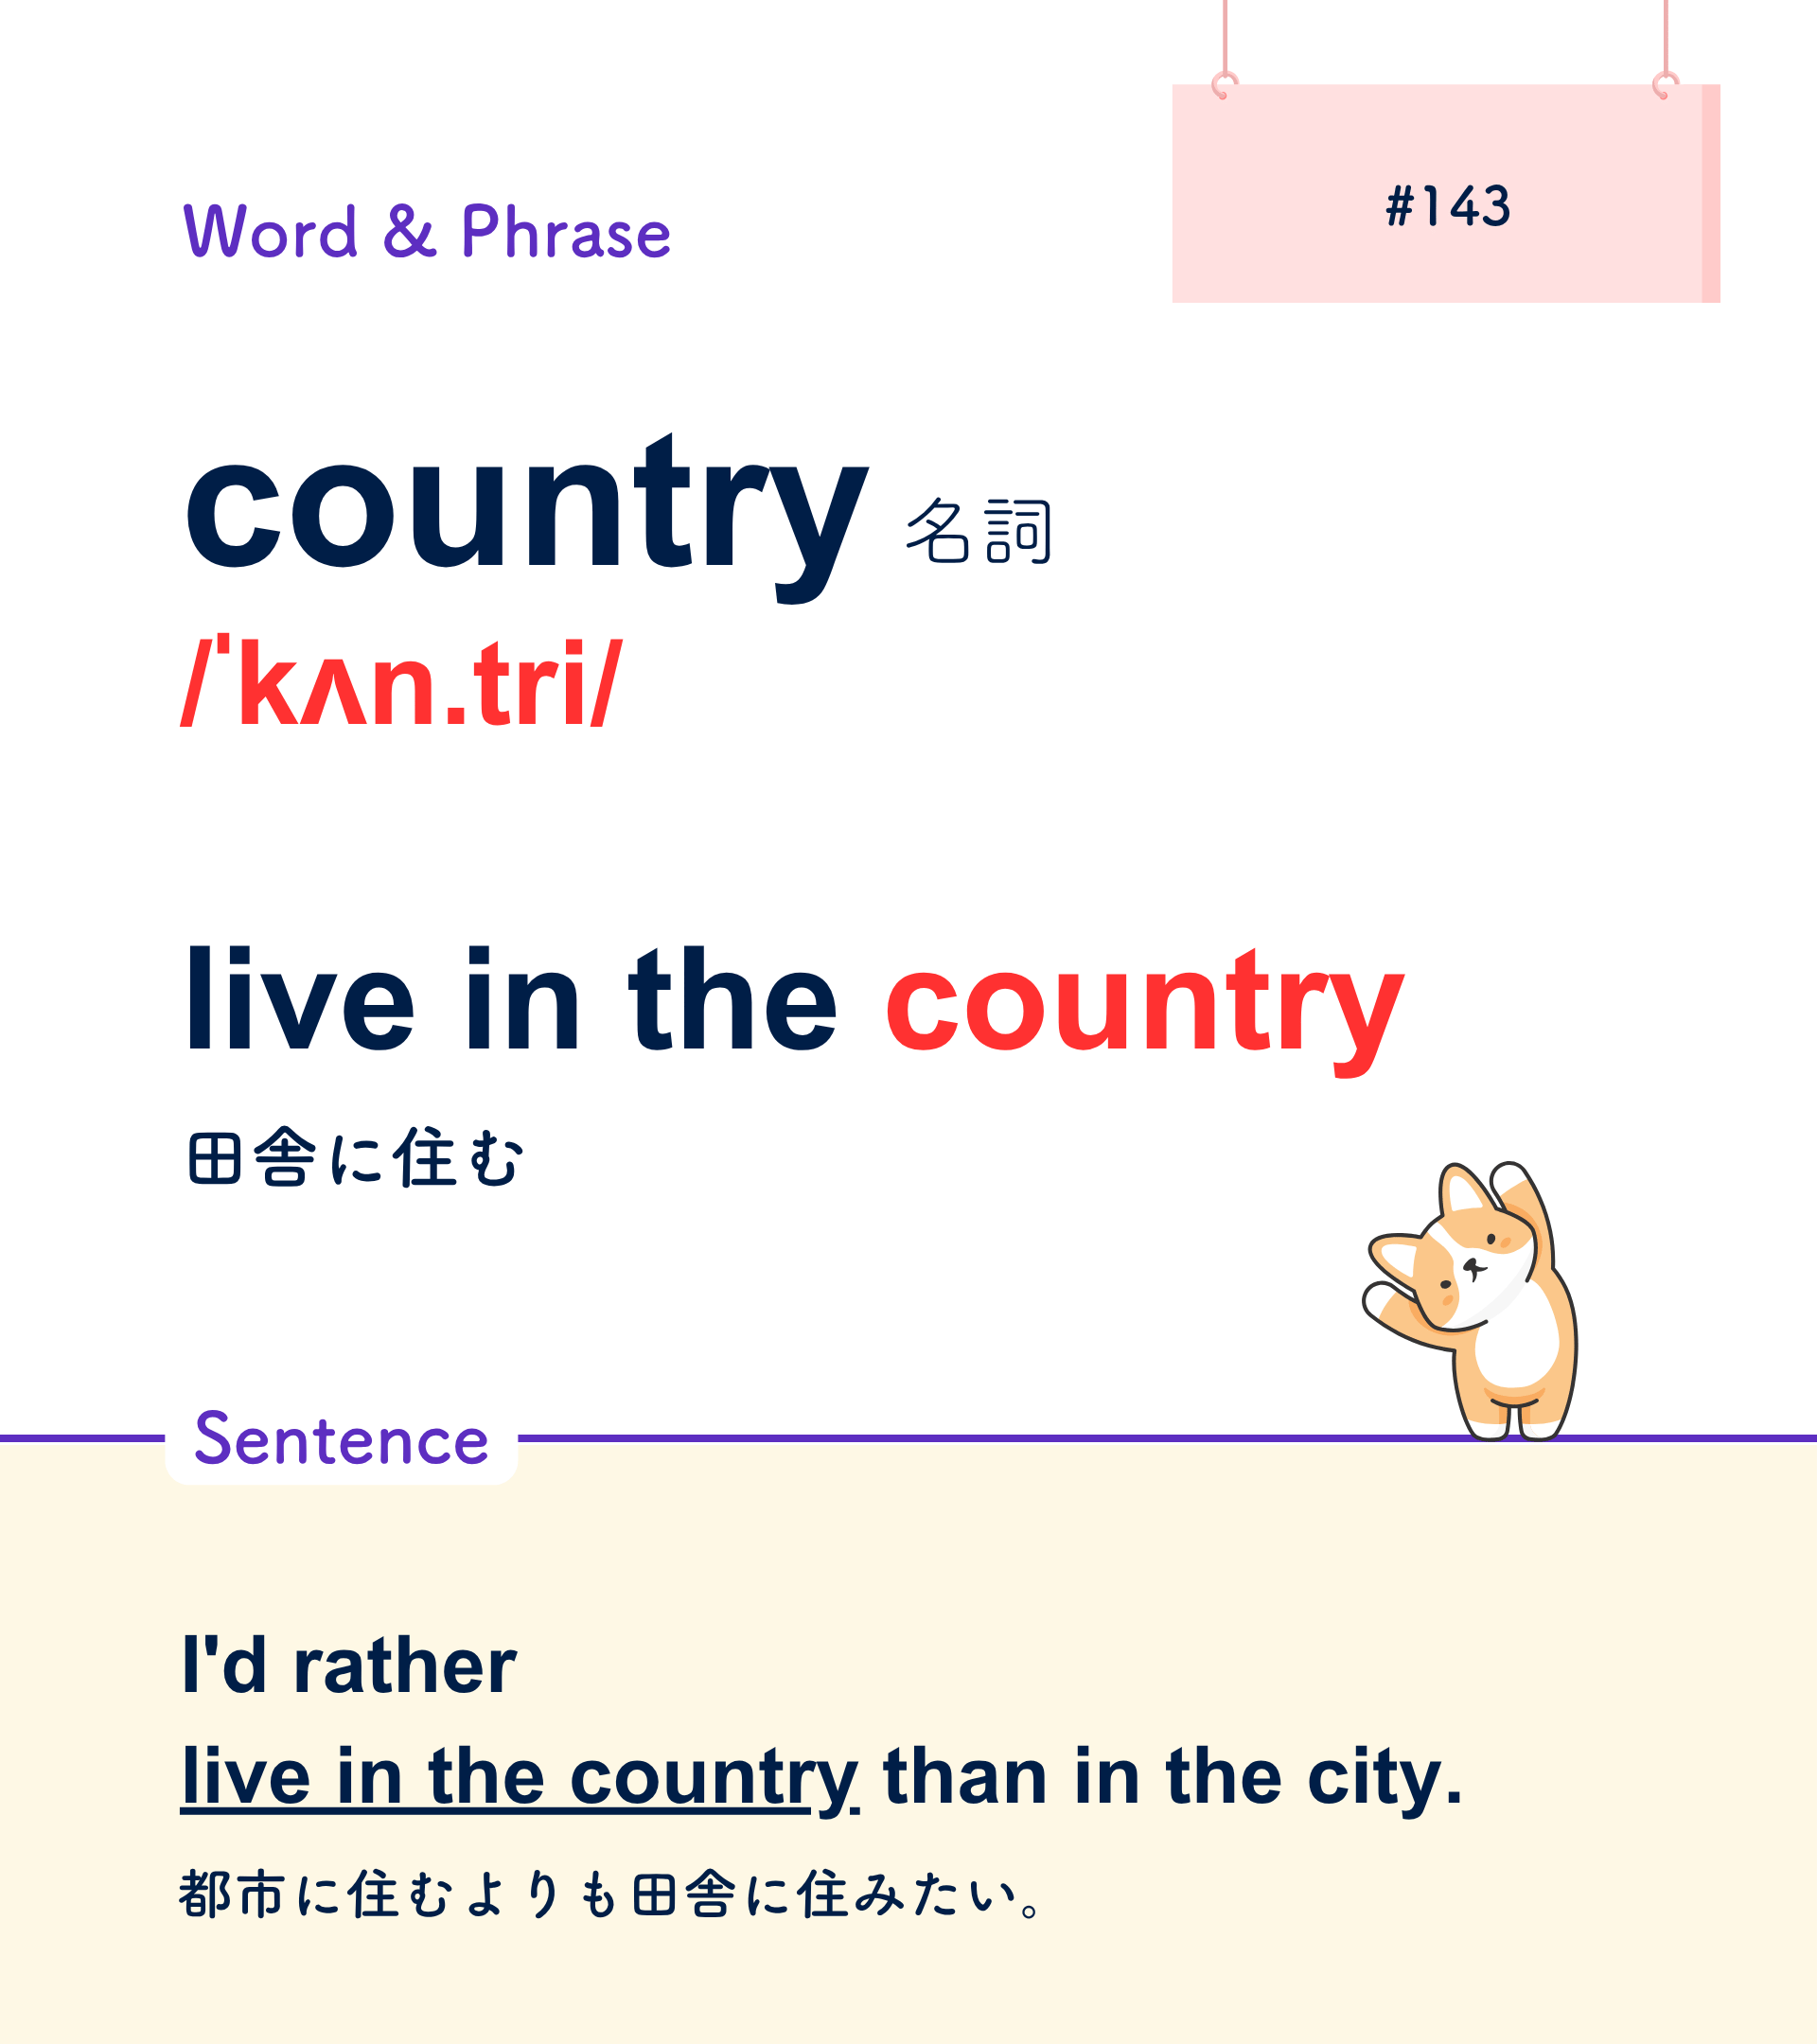 Word & Phrase
#143
country 名詞
/ˈkʌn.tri/
live in the country
田舎に住む
Sentence
I'd rather
live in the country than in the city.
都市に住むよりも田舎に住みたい。